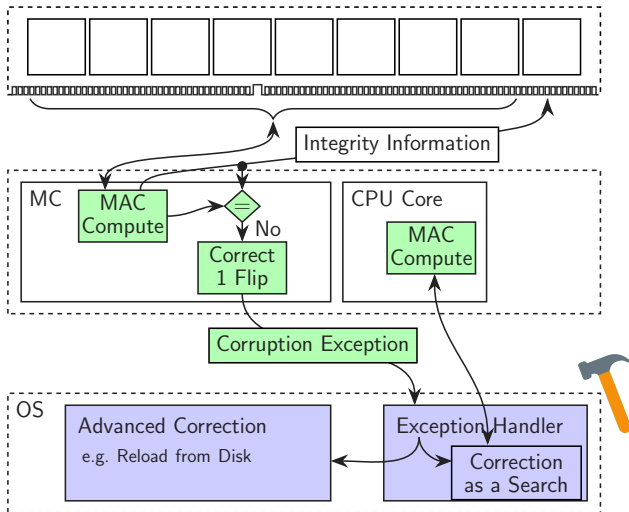 Integrity Information
MC
MAC
Compute
=
No
Correct
1 Flip
CPU Core
MAC
Compute
Corruption Exception
OS
Advanced Correction
e.g. Reload from Disk
Exception Handler
Correction
as a Search